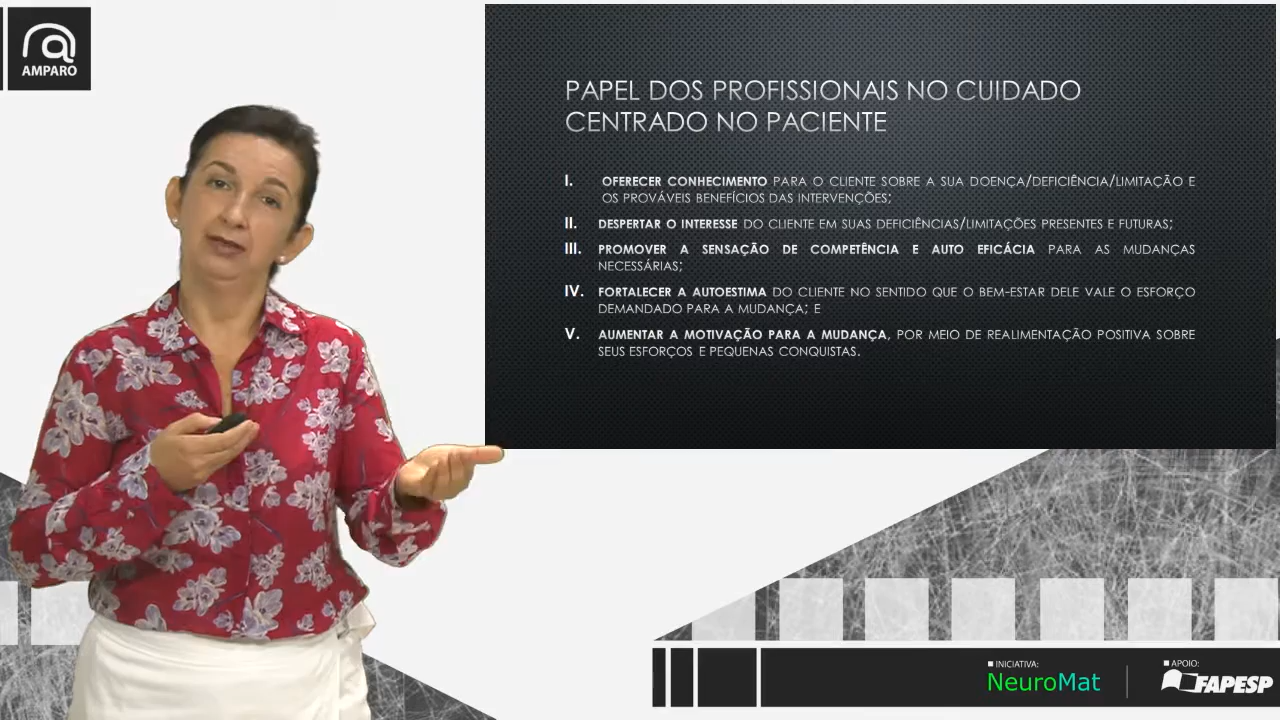 AMPARO
PAPEL DOS PROFISSIONAIS NO CUIDADO
CENTRADO NO PACIENTE
I. OFERECER CONHECIMENTO PARA O CLIENTE SOBRE A SUA DOENÇA/DEFICIÊNCIA/LIMITAÇÃO E
OS PROVÁVEIS BENEFÍCIOS DAS INTERVENÇÕES;
II. DESPERTAR O INTERESSE DO CLIENTE EM SUAS DEFICIÊNCIAS/LIMITAÇÕES PRESENTES E FUTURAS;
III. PROMOVER A SENSAÇÃO DE COMPETÊNCIA E AUTO EFICÁCIA PARA AS MUDANÇAS
NECESSÁRIAS;
IV. FORTALECER A AUTOESTIMA DO CLIENTE NO SENTIDO QUE O BEM-ESTAR DELE VALE O ESFORÇO
DEMANDADO PARA A MUDANÇA; E
V. AUMENTAR A MOTIVAÇÃO PARA A MUDANÇA, POR MEIO DE REALIMENTAÇÃO POSITIVA SOBRE
SEUS ESFORÇOS E PEQUENAS CONQUISTAS.
INICIATIVA:
NeuroMat
APOIO:
FAPESP